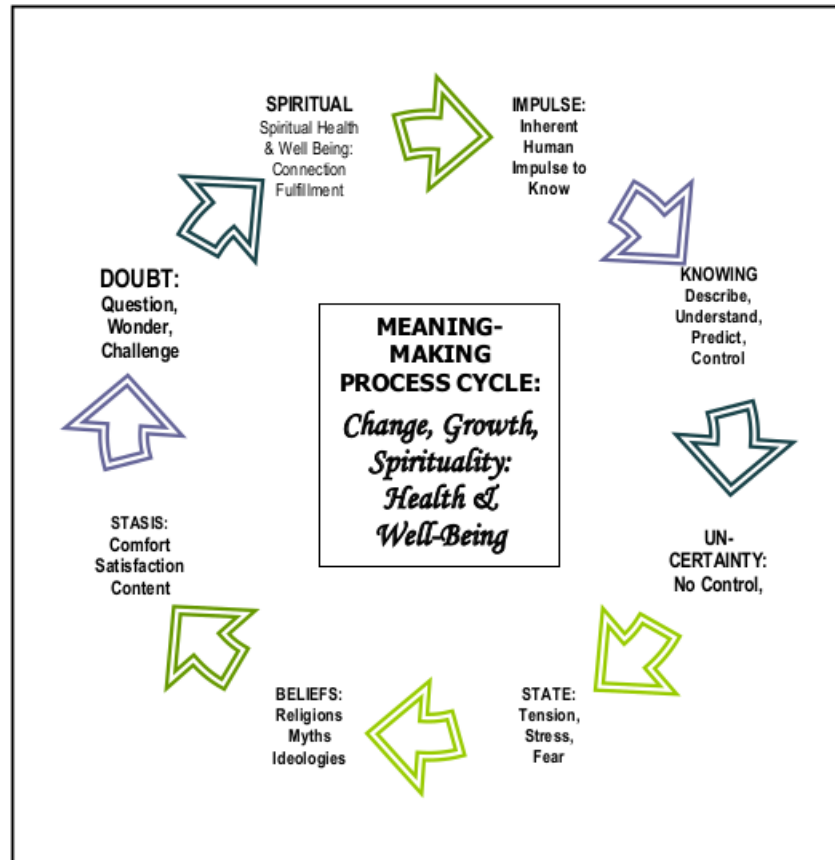 SPIRITUAL
Spiritual Health
& Well Being:
Connection
Fulfillment
IMPULSE:
Inherent
Human
Impulse to
Know
KNOWING
Describe,
Understand,
Predict,
Control
UN-
CERTAINTY:
No Control,
STATE:
Tension,
Stress,
Fear
BELIEFS:
Religions
Myths
Ideologies
STASIS:
Comfort
Satisfaction
Content
DOUBT:
Question,
Wonder,
Challenge
MEANING-
MAKING
PROCESS CYCLE:
Change, Growth,
Spirituality:
Health &
Well-Being